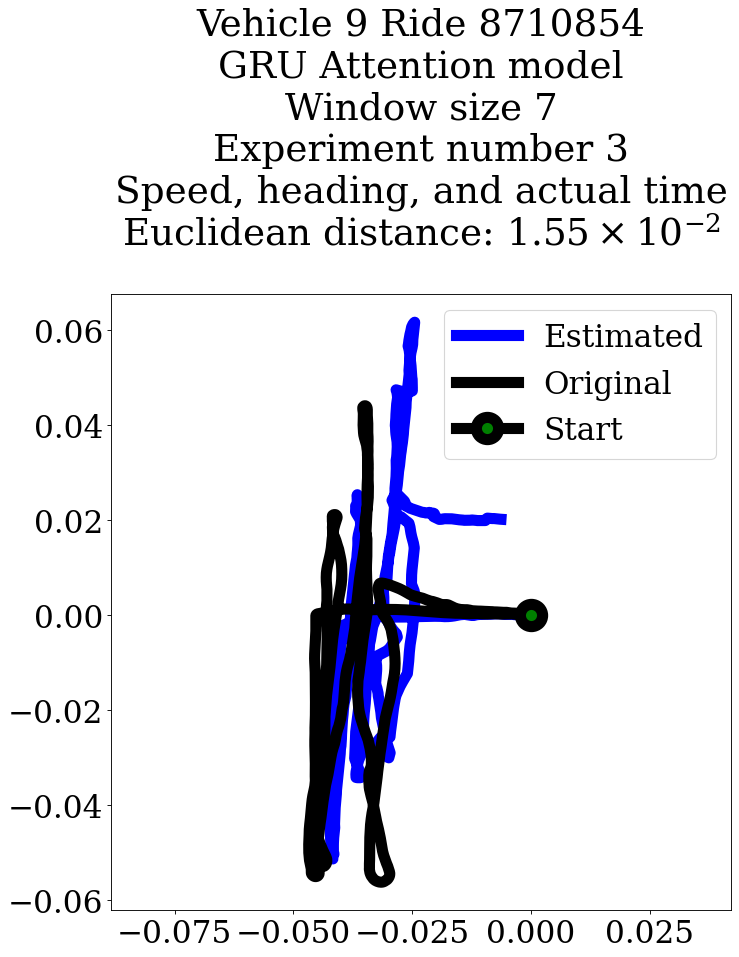 Vehicle 9 Ride 8710854
GRU Attention model
Window size 7
Experiment number 3
Speed, heading, and actual time
Euclidean distance: 1.55 × 10⁻²
Estimated
Original
Start
0.06
0.04
0.02
0.00
−0.02
−0.04
−0.06
−0.075 −0.050 −0.025 0.000 0.025